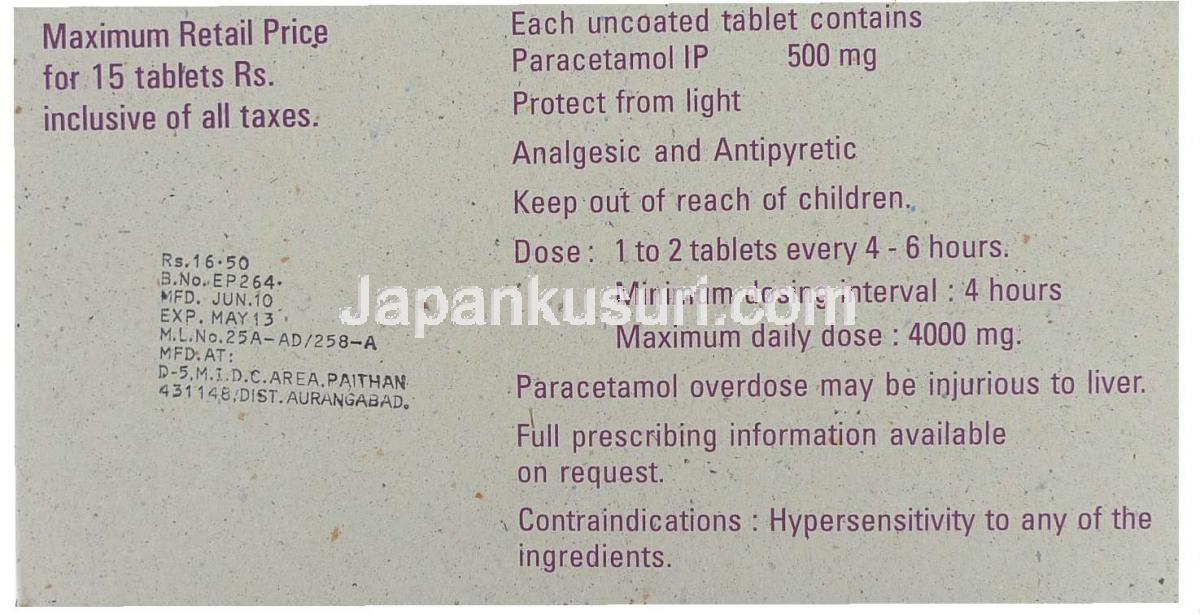 Maximum Retail Price
for 15 tablets Rs.
inclusive of all taxes.
Rs.16.50
B.No.EP264.
MFD. JUN.10
EXP. MAY13
M.L.No.25A-AD/258-A
MFD.AT:
D-5,M.I.D.C.AREA,PAITHAN
431148,DIST.AURANGABAD.
Each uncoated tablet contains
Paracetamol IP 500 mg
Protect from light
Analgesic and Antipyretic
Keep out of reach of children.
Dose : 1 to 2 tablets every 4 - 6 hours.
Minimum dosing interval : 4 hours
Maximum daily dose : 4000 mg.
Paracetamol overdose may be injurious to liver.
Full prescribing information available
on request.
Contraindications : Hypersensitivity to any of the
ingredients.
Japankusuri.com